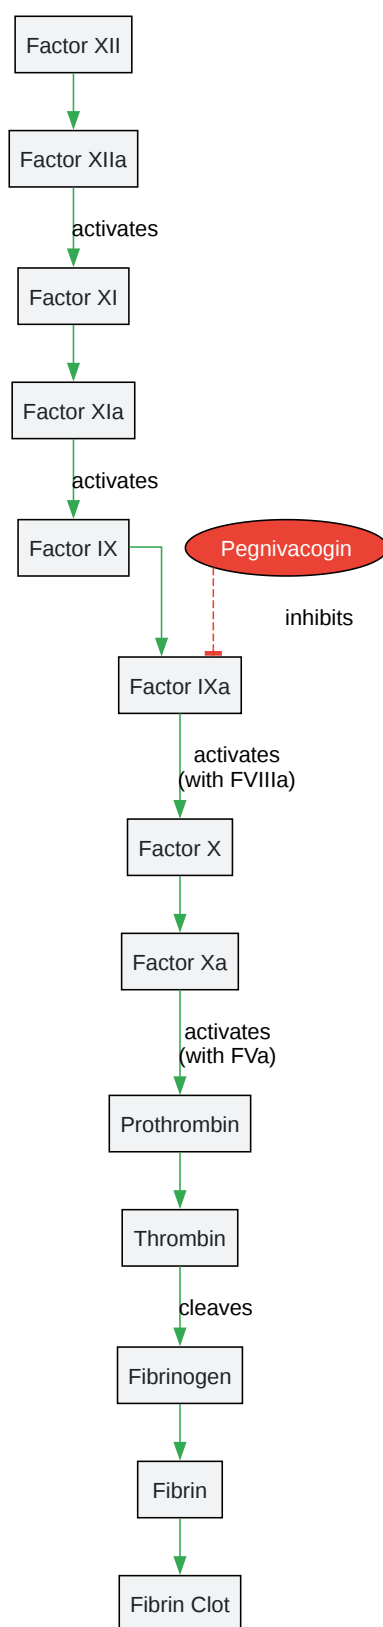 Factor XII
Factor XIIa
activates
Factor XI
Factor XIa
activates
Factor IX
Pegnivacogin
inhibits
Factor IXa
activates
(with FVIIIa)
Factor X
Factor Xa
activates
(with FVa)
Prothrombin
Thrombin
cleaves
Fibrinogen
Fibrin
Fibrin Clot